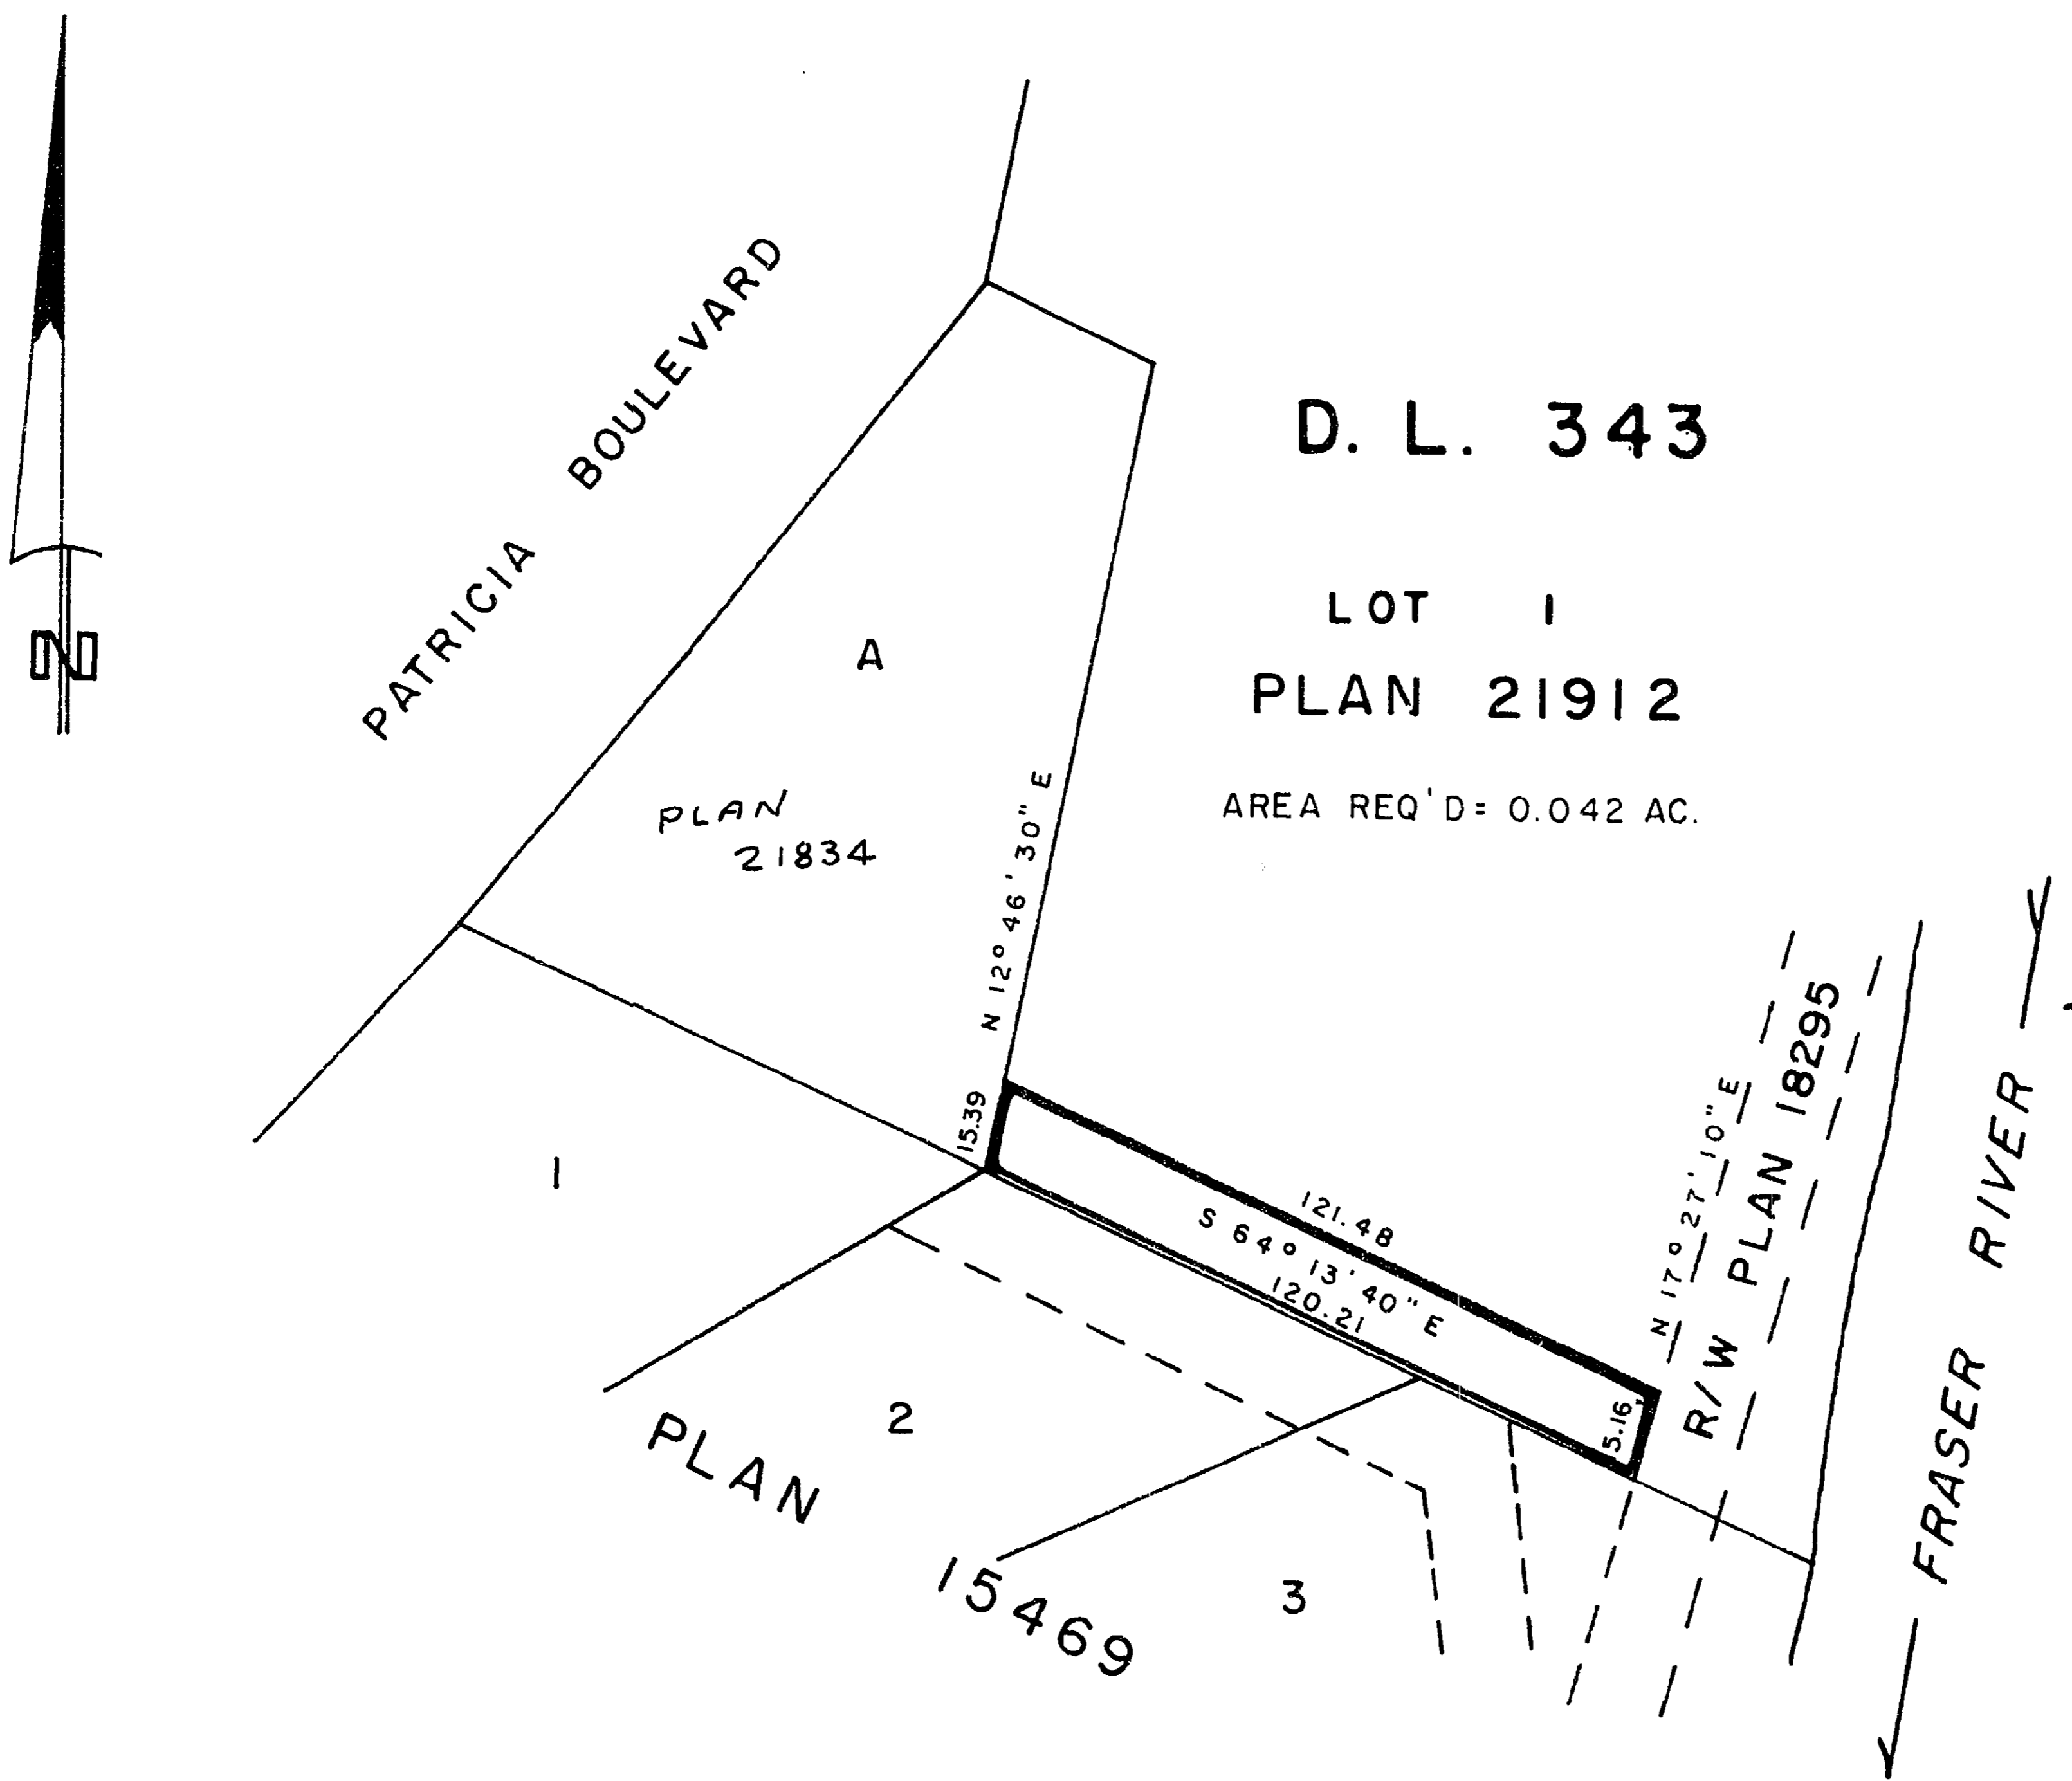 N
PATRICIA BOULEVARD
D. L. 343
LOT 1
PLAN 21912
AREA REQ'D = 0.042 AC.
A
PLAN
21834
N 12° 46' 30" E
15.39
121.48
S 64° 13' 40" E
120.21
5.16
N 17° 27' 10" E
R/W PLAN 18295
FRASER RIVER
1
2
3
PLAN
15469